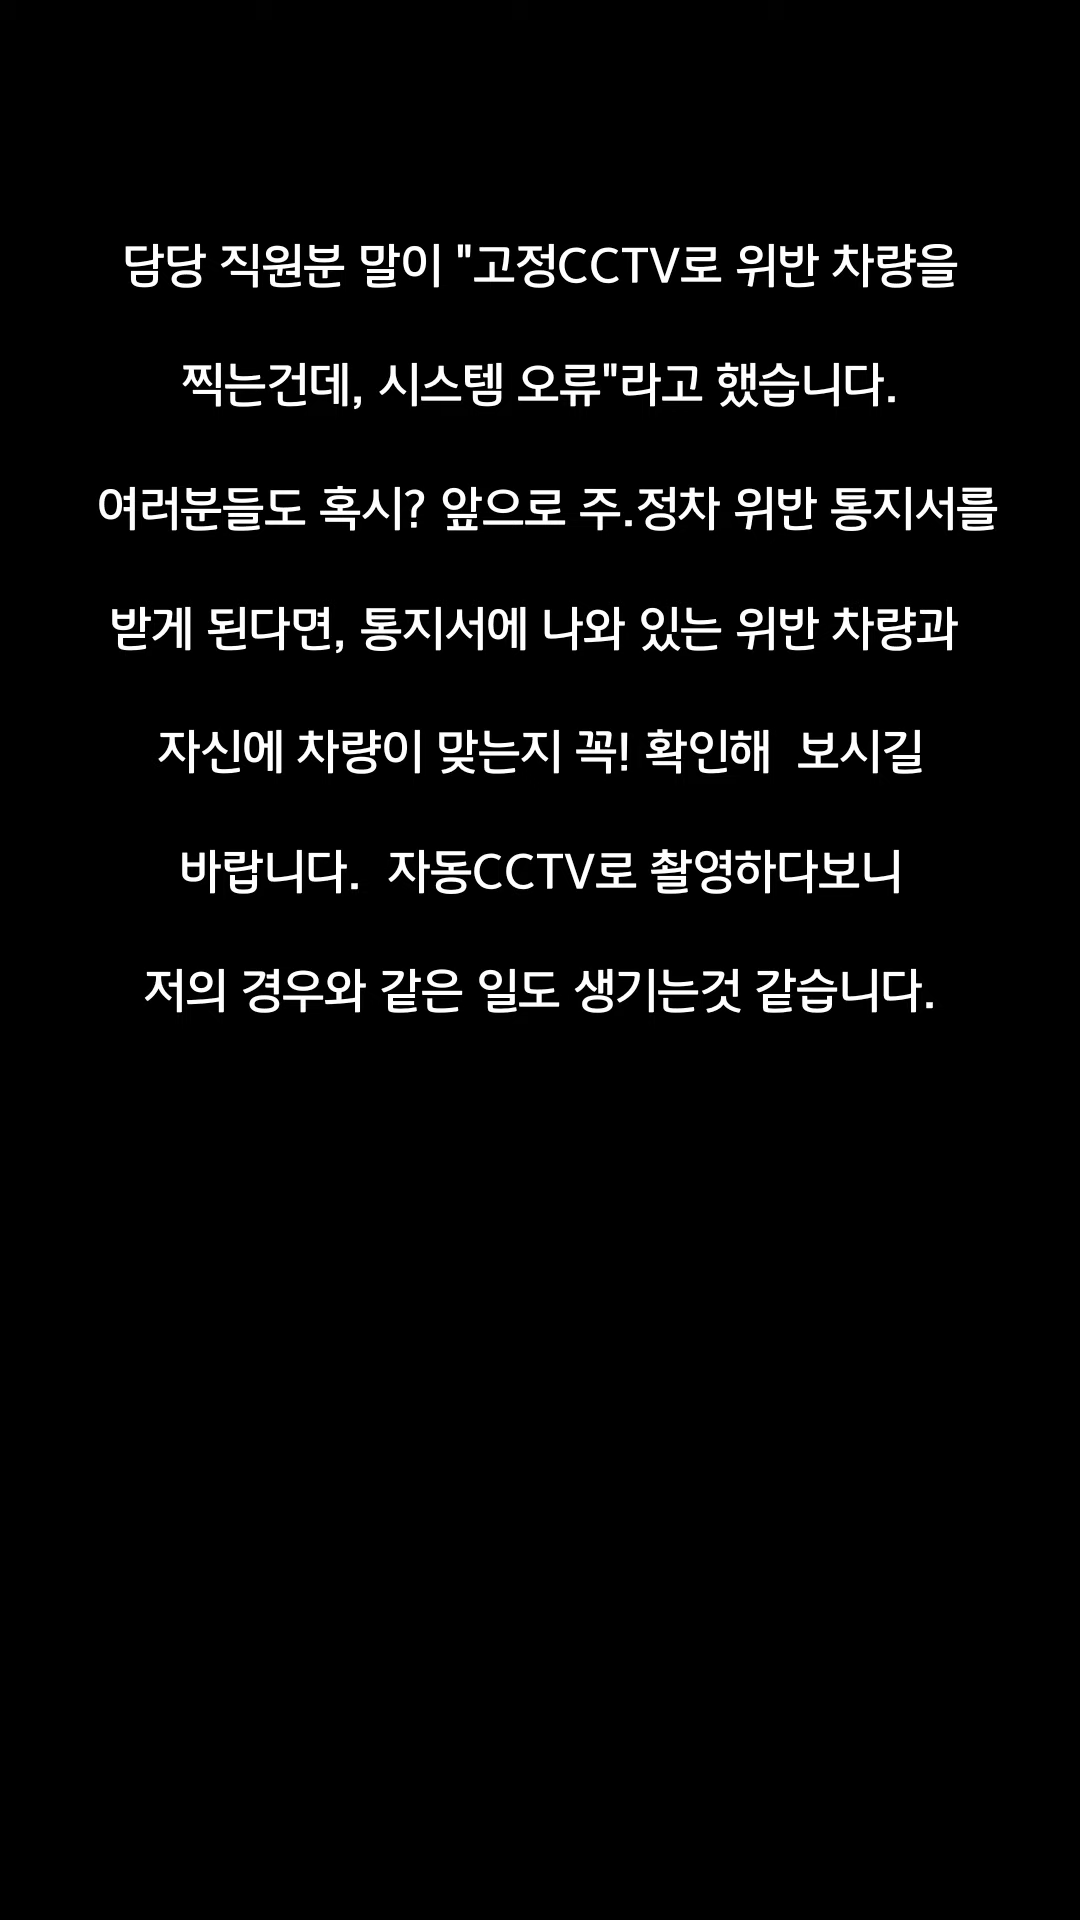 담당 직원분 말이 "고정CCTV로 위반 차량을
찍는건데, 시스템 오류"라고 했습니다.
여러분들도 혹시? 앞으로 주.정차 위반 통지서를
받게 된다면, 통지서에 나와 있는 위반 차량과
자신에 차량이 맞는지 꼭! 확인해  보시길
바랍니다.  자동CCTV로 촬영하다보니
저의 경우와 같은 일도 생기는것 같습니다.